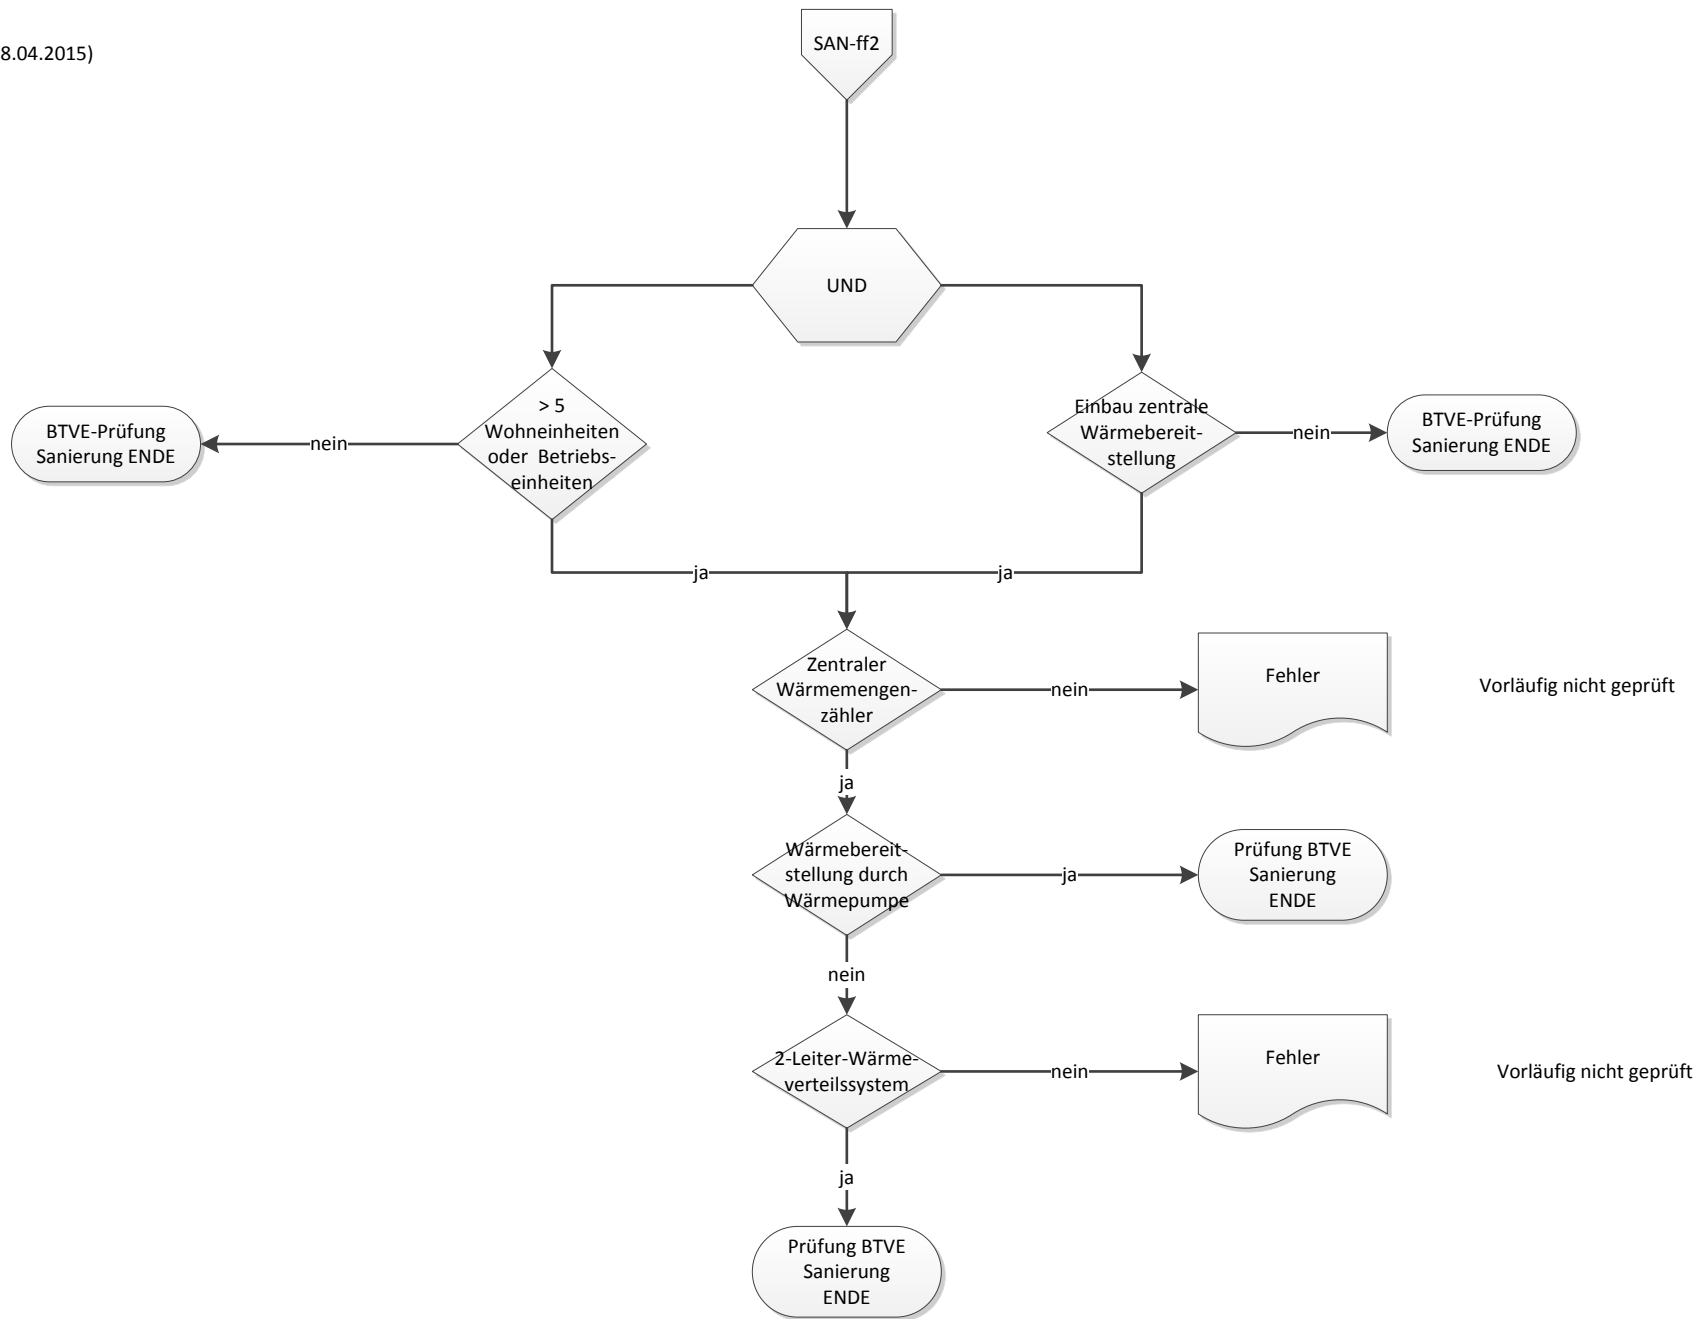 8.04.2015)
SAN-ff2
UND
> 5
Wohneinheiten
oder Betriebs-
einheiten
nein
BTVE-Prüfung
Sanierung ENDE
Einbau zentrale
Wärmebereit-
stellung
nein
BTVE-Prüfung
Sanierung ENDE
ja
ja
Zentraler
Wärmemengen-
zähler
nein
Fehler
Vorläufig nicht geprüft
ja
Wärmebereit-
stellung durch
Wärmepumpe
ja
Prüfung BTVE
Sanierung
ENDE
nein
2-Leiter-Wärme-
verteilssystem
nein
Fehler
Vorläufig nicht geprüft
ja
Prüfung BTVE
Sanierung
ENDE